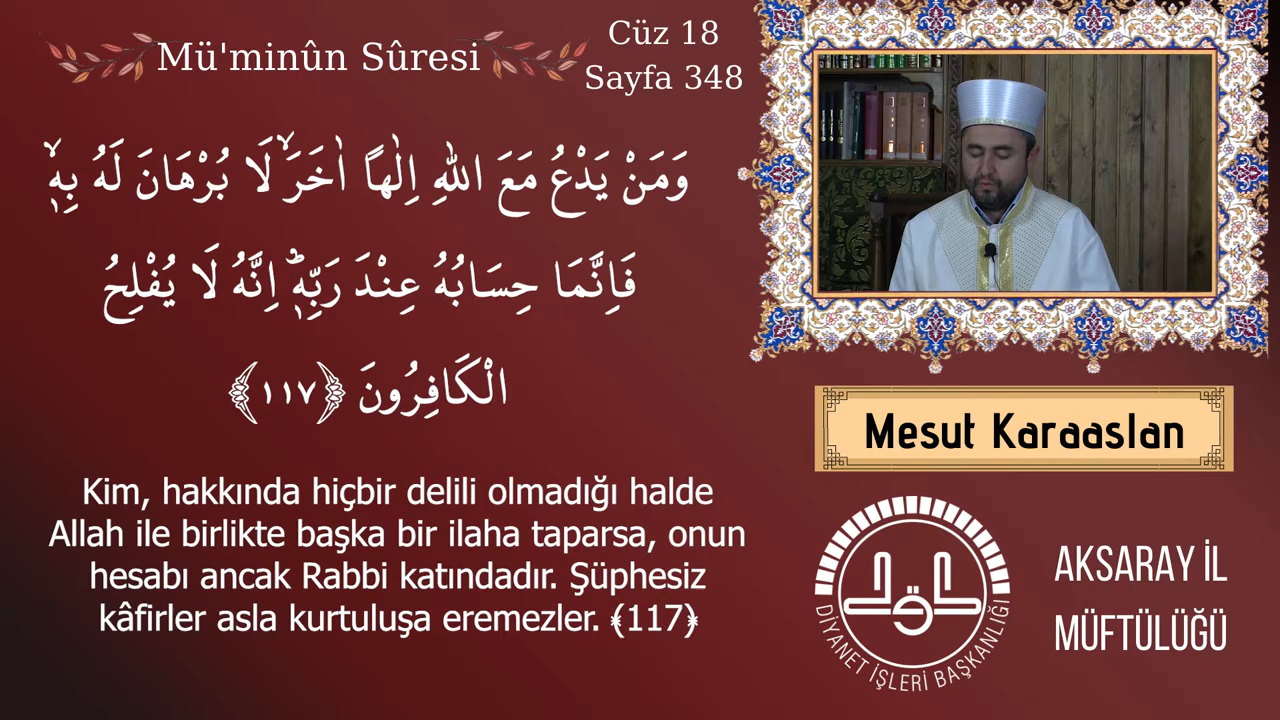 Mü'minûn Sûresi
Cüz 18
Sayfa 348
وَمَنْ يَدْعُ مَعَ اللّٰهِ اِلٰهًا اٰخَرَۙ لَا بُرْهَانَ لَهُ بِه۪ۙ
فَاِنَّمَا حِسَابُهُ عِنْدَ رَبِّه۪ۜ اِنَّهُ لَا يُفْلِحُ
الْكَافِرُونَ ﴿١١٧﴾
Kim, hakkında hiçbir delili olmadığı halde
Allah ile birlikte başka bir ilaha taparsa, onun
hesabı ancak Rabbi katındadır. Şüphesiz
kâfirler asla kurtuluşa eremezler. ﴾117﴿
Mesut Karaaslan
DİYANET İŞLERİ BAŞKANLIĞI
AKSARAY İL
MÜFTÜLÜĞÜ